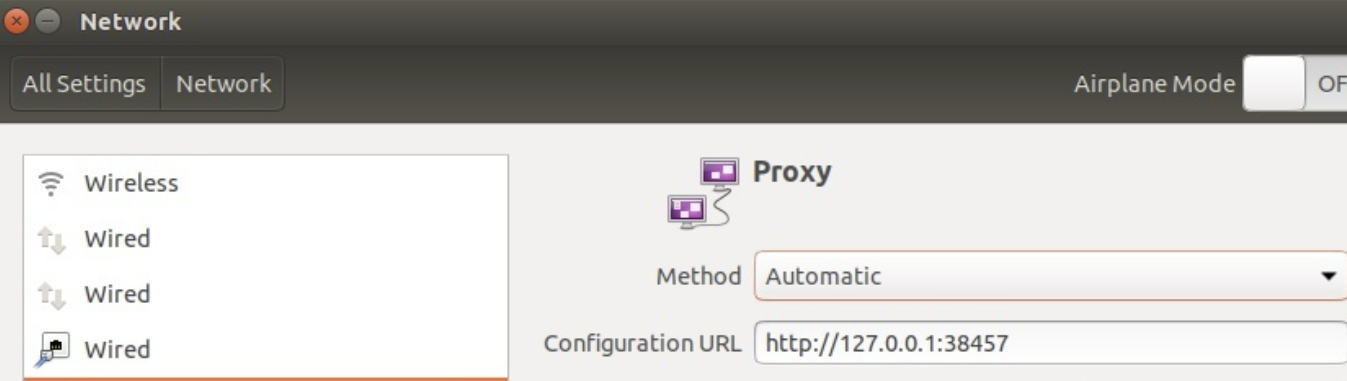 Network
All Settings Network Airplane Mode OF
Wireless
Wired
Wired
Wired
Proxy
Method Automatic
Configuration URL http://127.0.0.1:38457